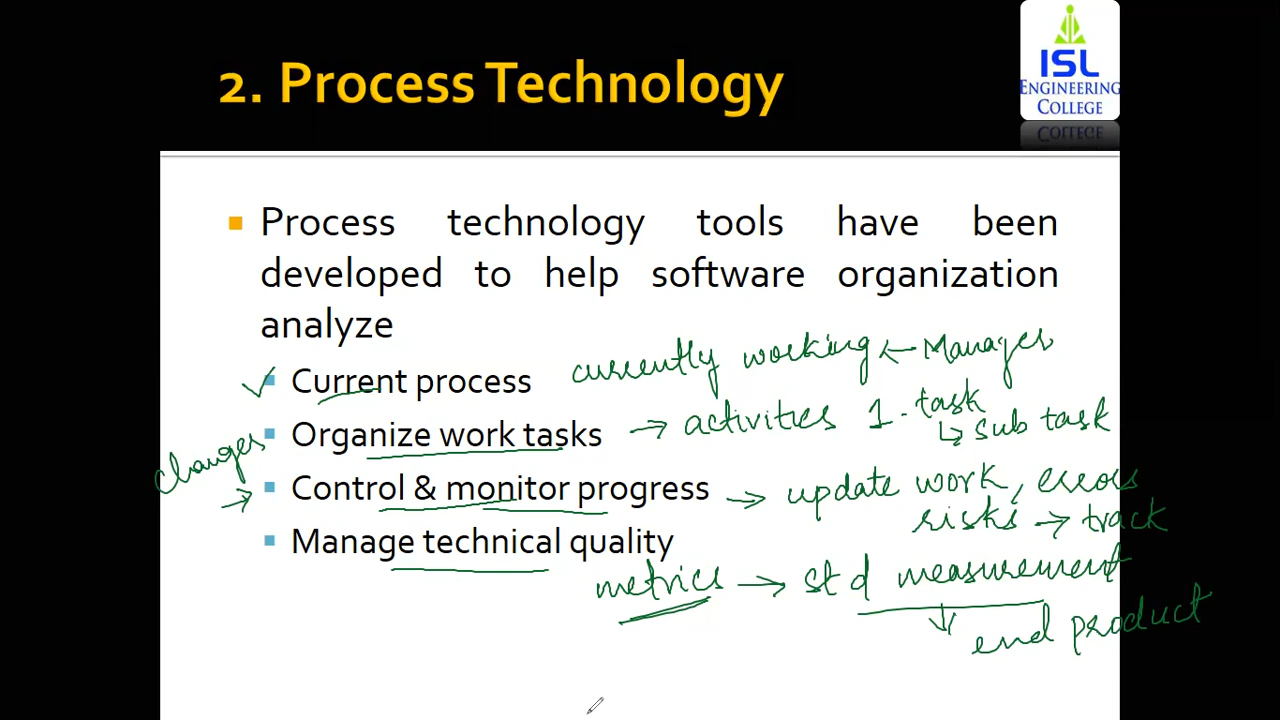 2. Process Technology
ISL
ENGINEERING
COLLEGE
Process technology tools have been
developed to help software organization
analyze
currently working ← Manager
Current process
→ activities 1. task
↳ sub task
Organize work tasks
changes
→
Control & monitor progress
→ update work, errors
risks → track
Manage technical quality
metrics → std measurement
↓ end product